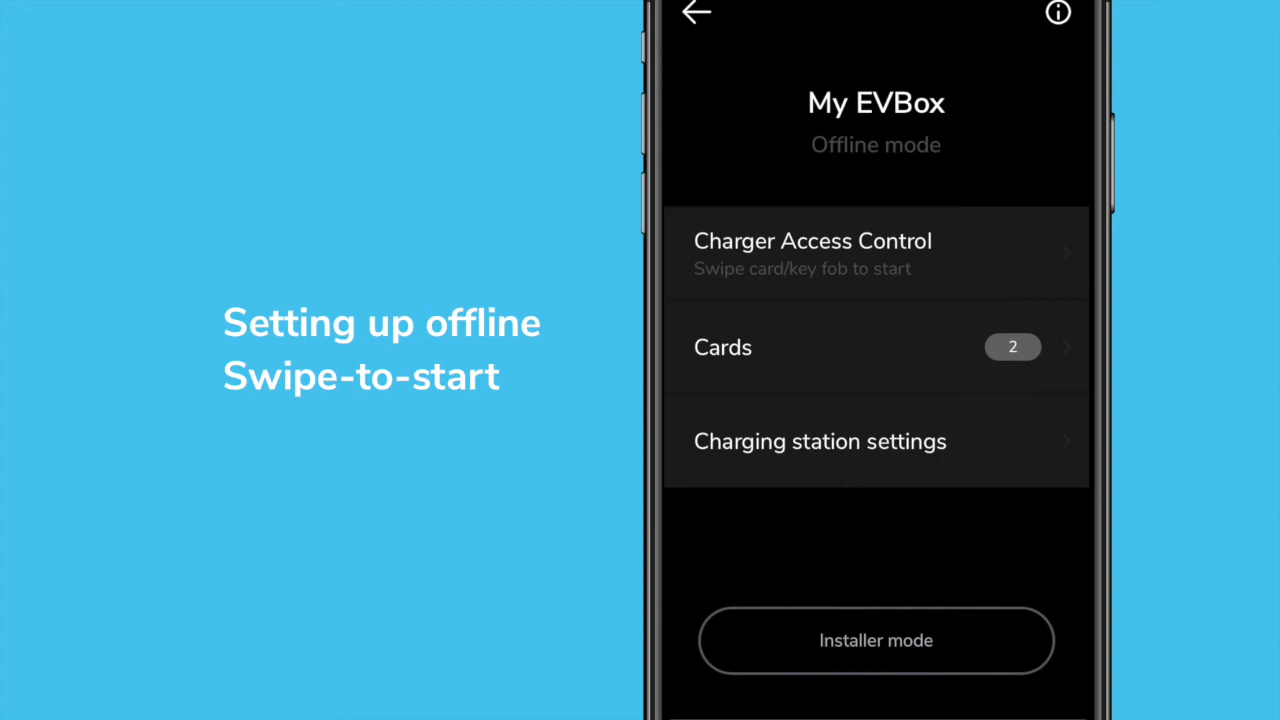 Setting up offline
Swipe-to-start
My EVBox
Offline mode
Charger Access Control
Swipe card/key fob to start
Cards
2
Charging station settings
Installer mode